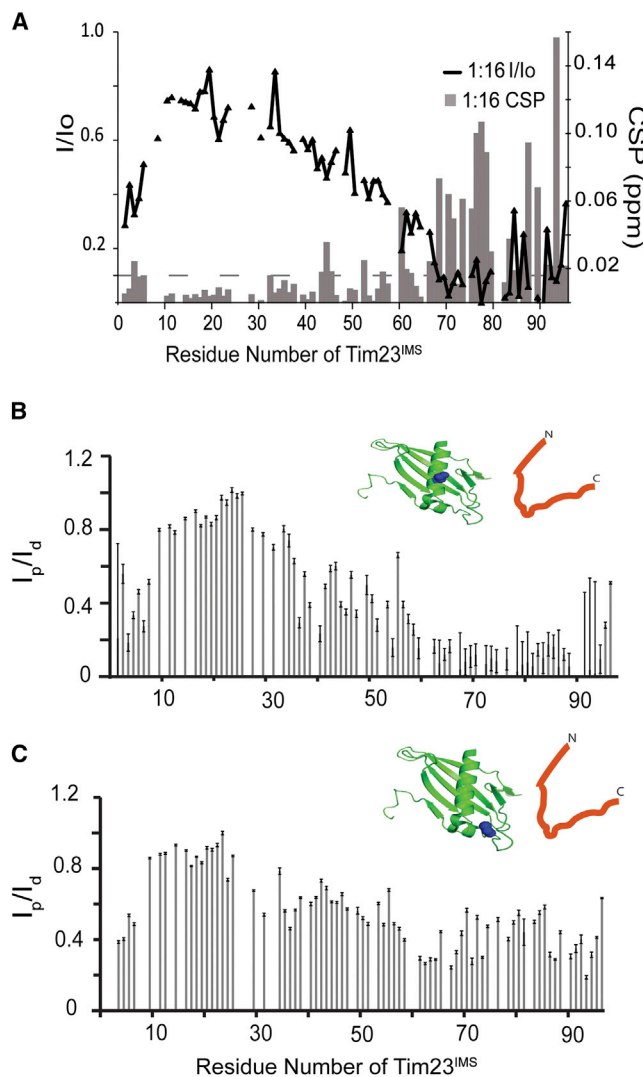 A
1.0
0.6
0.2
I/Io
1:16 I/Io
1:16 CSP
0.14
0.10
0.06
0.02
CSP (ppm)
0 10 20 30 40 50 60 70 80 90
Residue Number of Tim23IMS
B
1.2
0.8
0.4
0
Ip/Id
N
C
10 30 50 70 90
C
1.2
0.8
0.4
0
Ip/Id
N
C
10 30 50 70 90
Residue Number of Tim23IMS